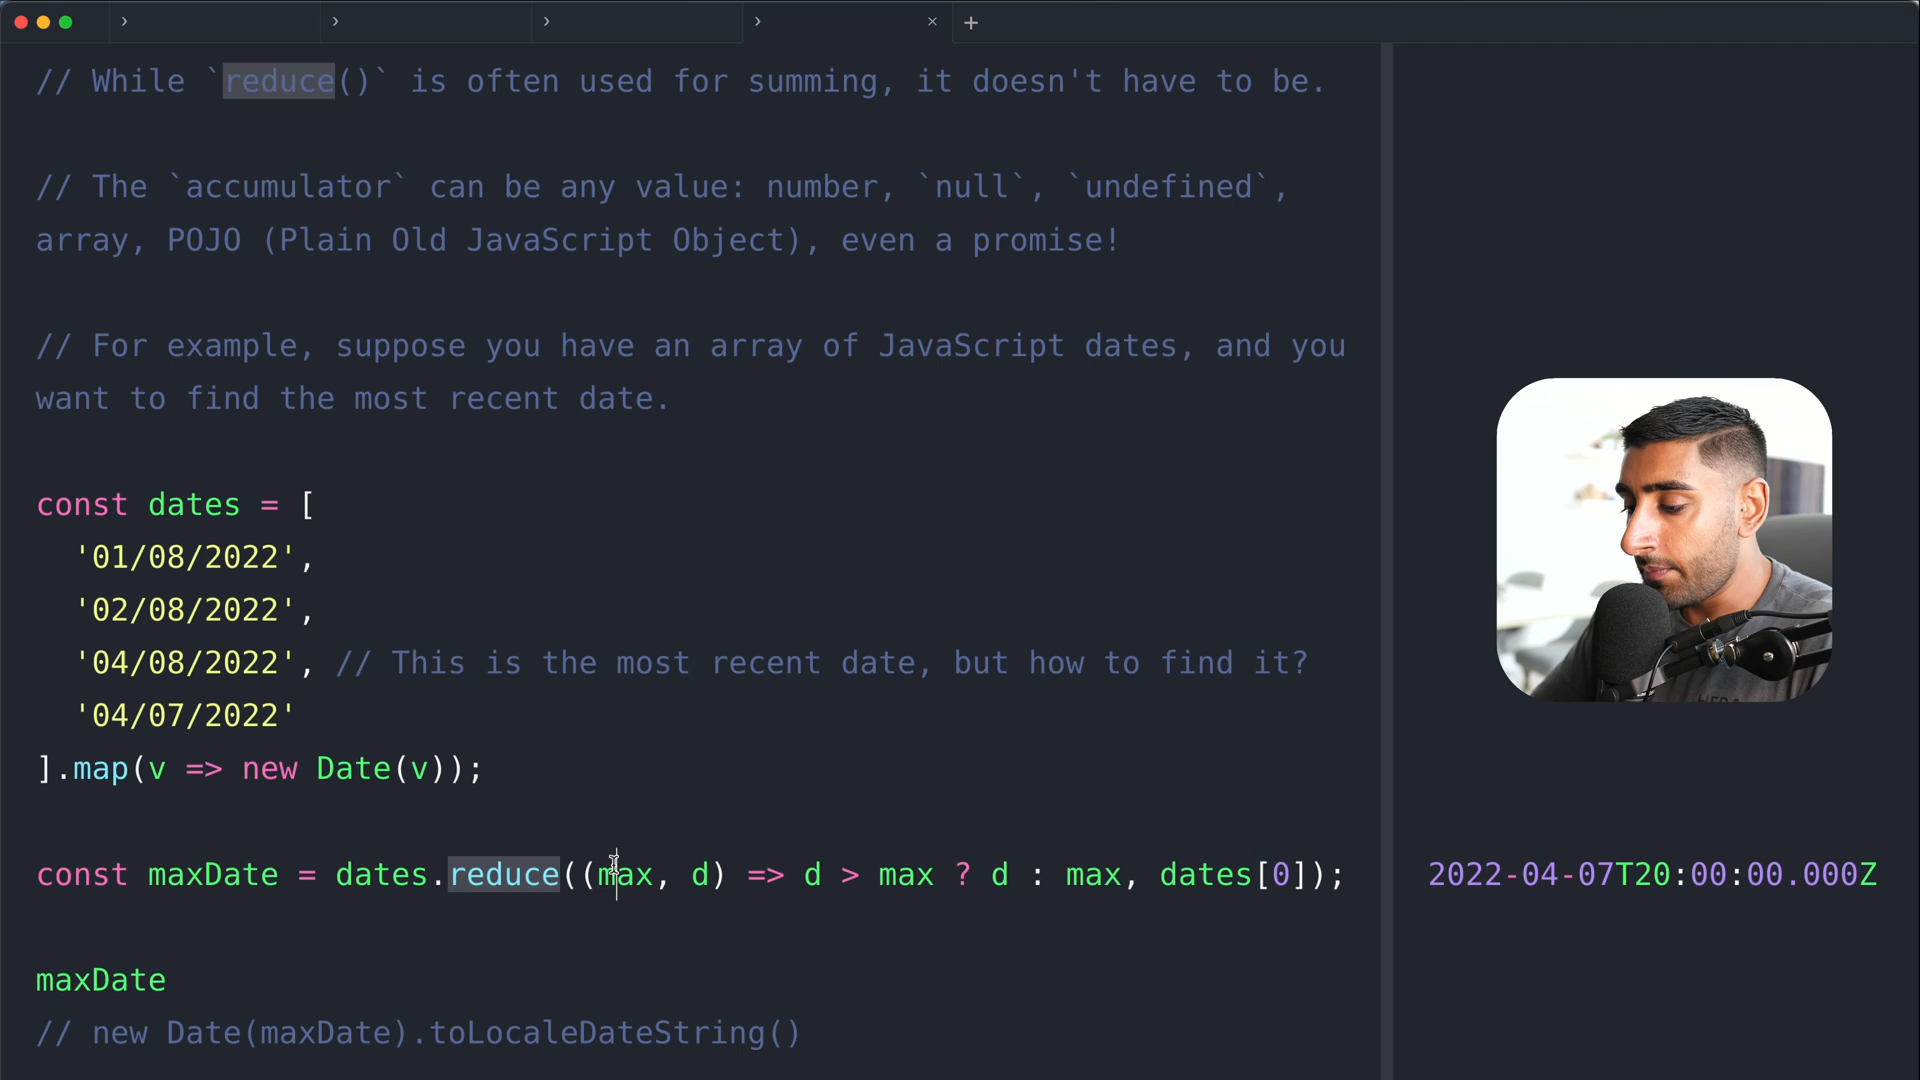 // While `reduce()` is often used for summing, it doesn't have to be.
// The `accumulator` can be any value: number, `null`, `undefined`,
array, POJO (Plain Old JavaScript Object), even a promise!
// For example, suppose you have an array of JavaScript dates, and you
want to find the most recent date.
const dates = [
'01/08/2022',
'02/08/2022',
'04/08/2022', // This is the most recent date, but how to find it?
'04/07/2022'
].map(v => new Date(v));
const maxDate = dates.reduce((max, d) => d > max ? d : max, dates[0]);
2022-04-07T20:00:00.000Z
maxDate
// new Date(maxDate).toLocaleDateString()